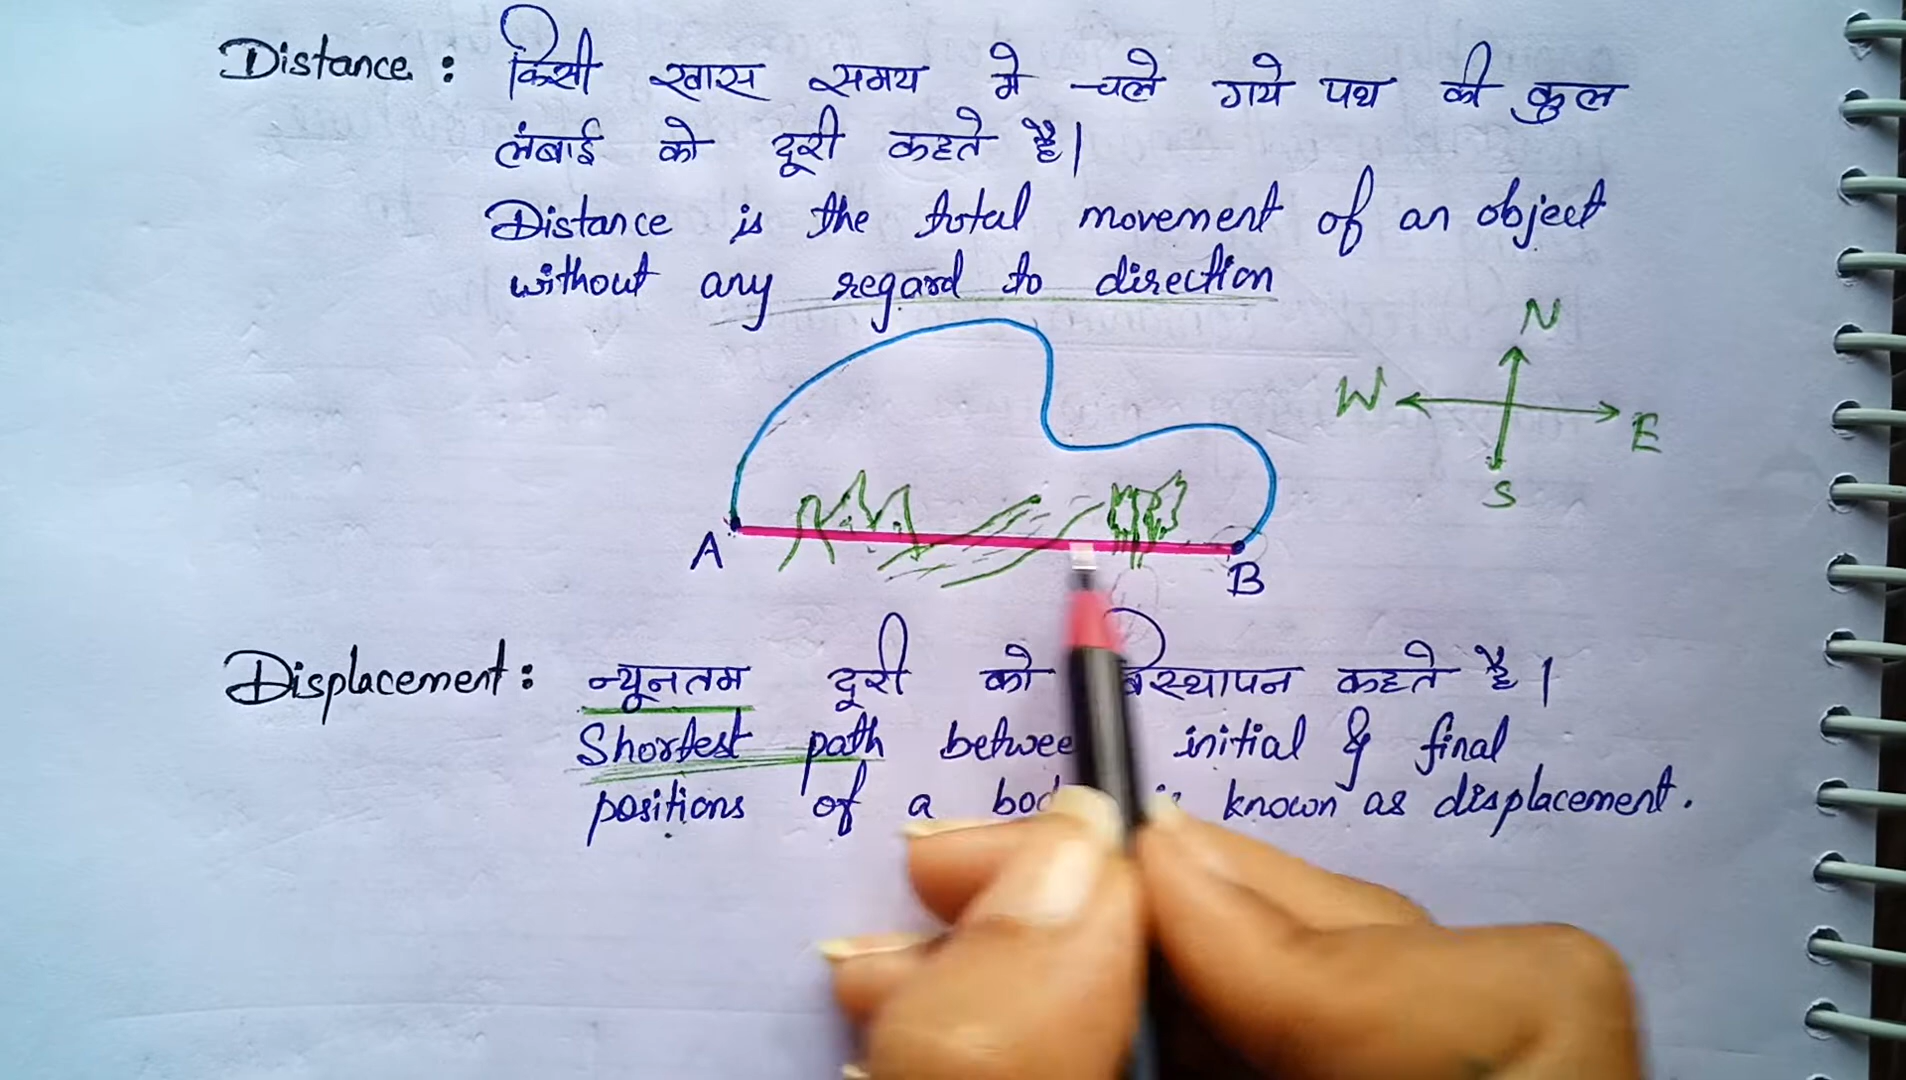 Distance : किसी खास समय मे चले गये पथ की कुल
लंबाई को दूरी कहते है।
Distance is the total movement of an object
without any regard to direction
N
W
E
S
A
B
Displacement : न्यूनतम दूरी को कहते है।
Shortest path initial & final
positions of a known as displacement.